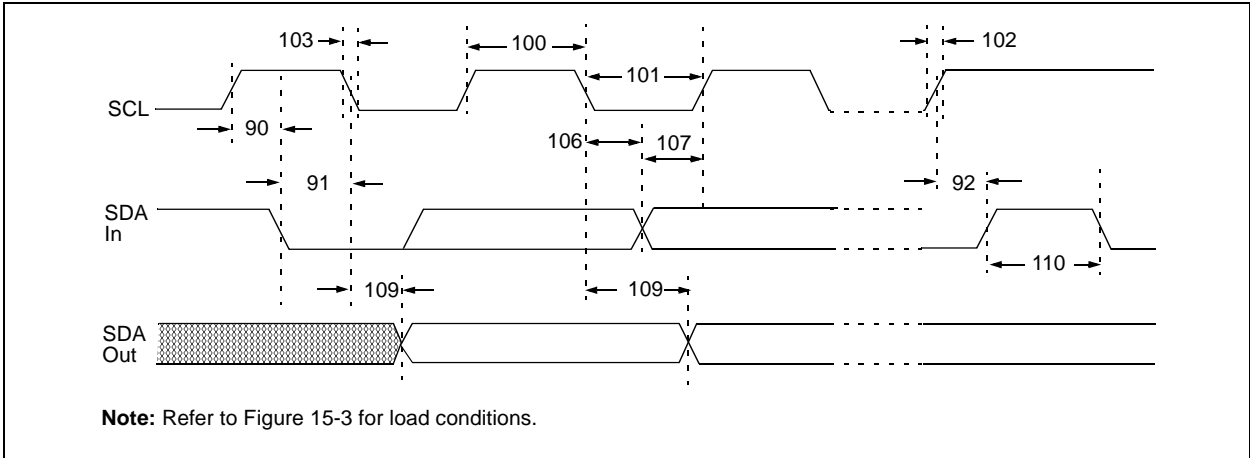 103
100
101
102
SCL
90
106
107
91
92
SDA
In
109
109
110
SDA
Out
Note: Refer to Figure 15-3 for load conditions.